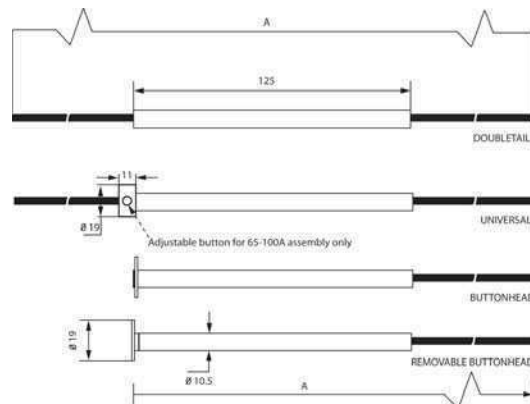 A
125
DOUBLETAIL
11
Ø 19
UNIVERSAL
Adjustable button for 65-100A assembly only
BUTTONHEAD
Ø 19
REMOVABLE BUTTONHEAD
Ø 10.5
A